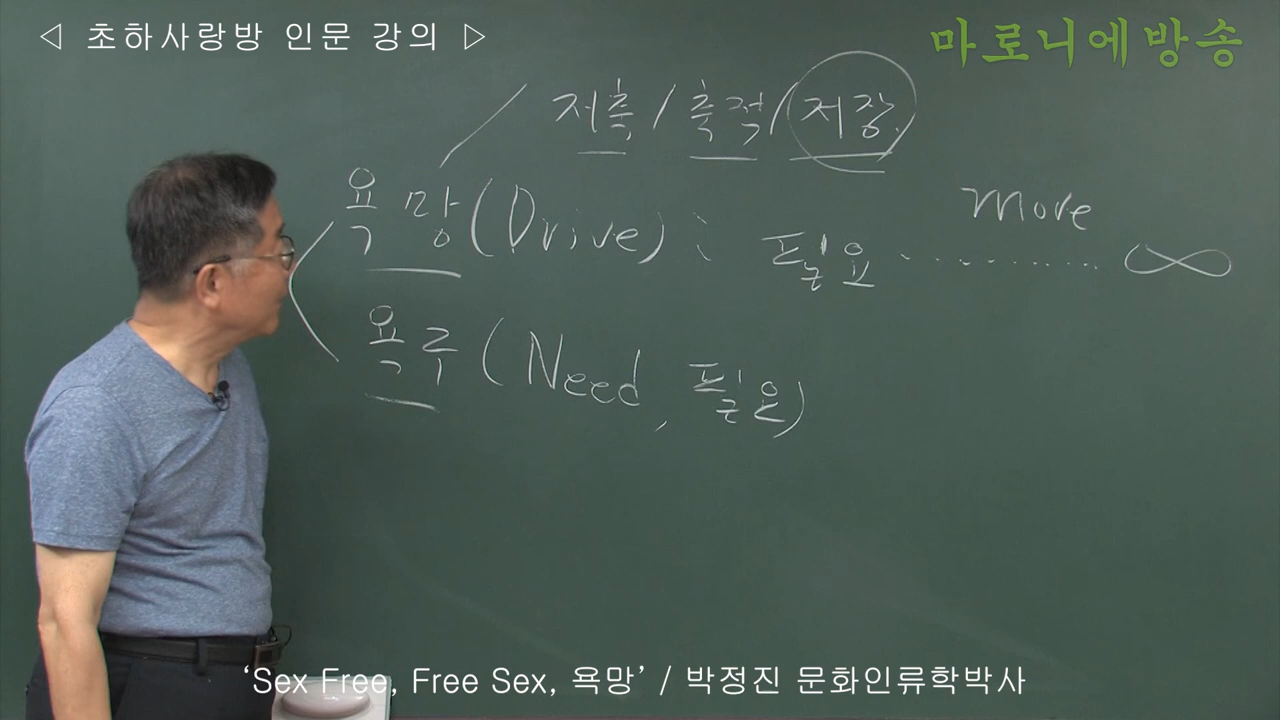 ◁ 초하사랑방 인문 강의 ▷
마로니에방송
저축 / 축적 / 저장
욕망 (Drive) : 필요 ............ more ∞
욕구 (Need, 필요)
‘Sex Free, Free Sex, 욕망’ / 박정진 문화인류학박사